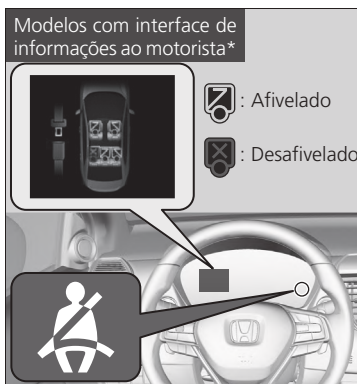 Modelos com interface de
informações ao motorista*
: Afivelado
: Desafivelado